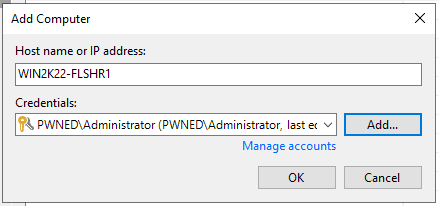 Add Computer
Host name or IP address:
WIN2K22-FLSHR1
Credentials:
PWNED\Administrator (PWNED\Administrator, last ec
Add...
Manage accounts
OK
Cancel